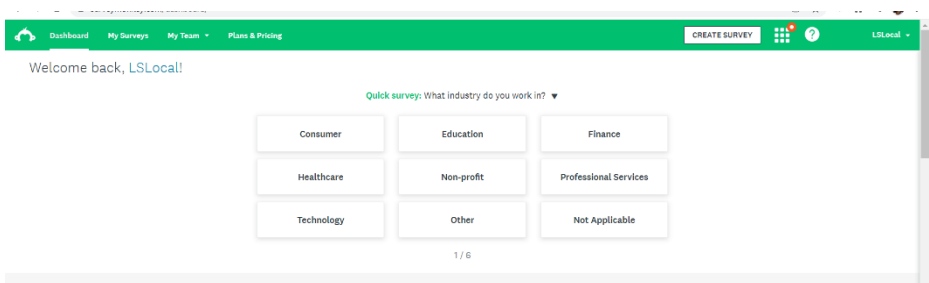 Dashboard My Surveys My Team Plans & Pricing CREATE SURVEY ? LSLocal
Welcome back, LSLocal!
Quick survey: What industry do you work in?
Consumer Education Finance
Healthcare Non-profit Professional Services
Technology Other Not Applicable
1 / 6